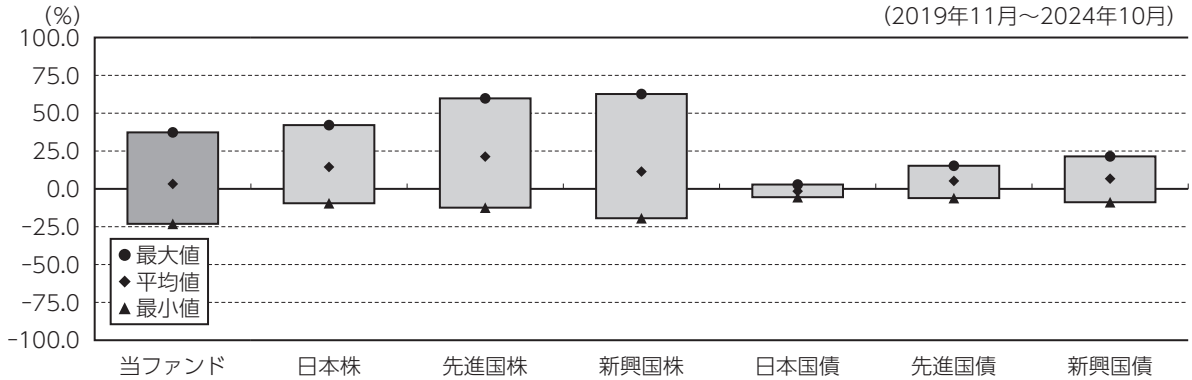 (%)
(2019年11月～2024年10月)
100.0
75.0
50.0
25.0
0.0
-25.0
-50.0
-75.0
-100.0
● 最大値
◆ 平均値
▲ 最小値
当ファンド 日本株 先進国株 新興国株 日本国債 先進国債 新興国債